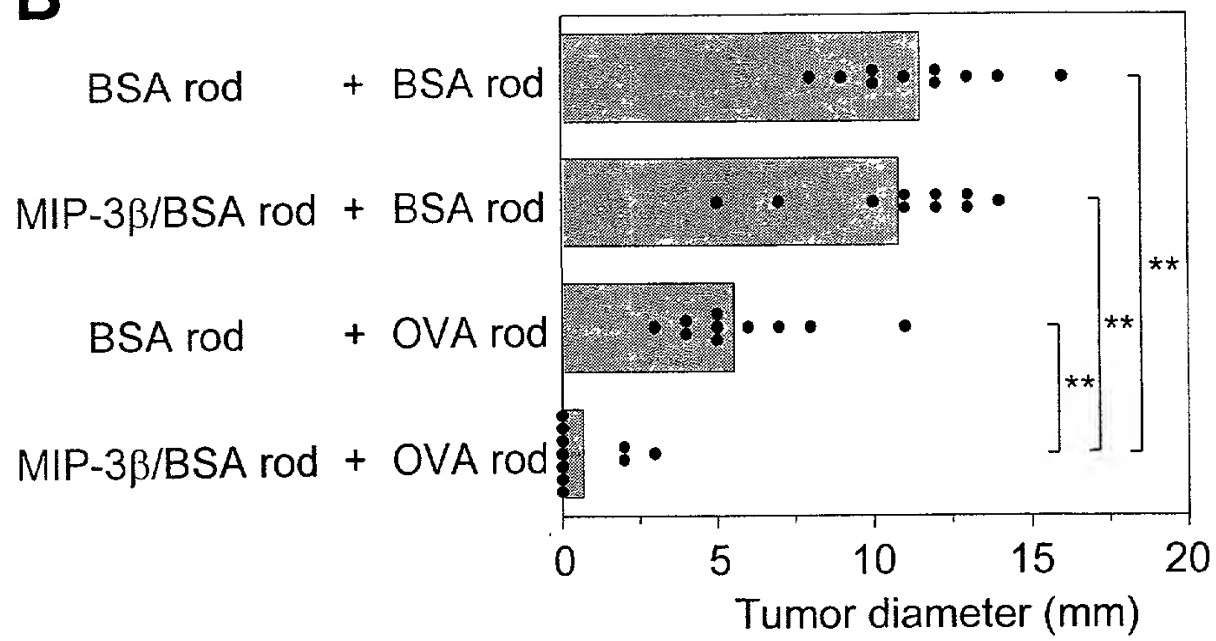 B
BSA rod + BSA rod
MIP-3β/BSA rod + BSA rod
**
BSA rod + OVA rod
**
**
MIP-3β/BSA rod + OVA rod
0 5 10 15 20
Tumor diameter (mm)